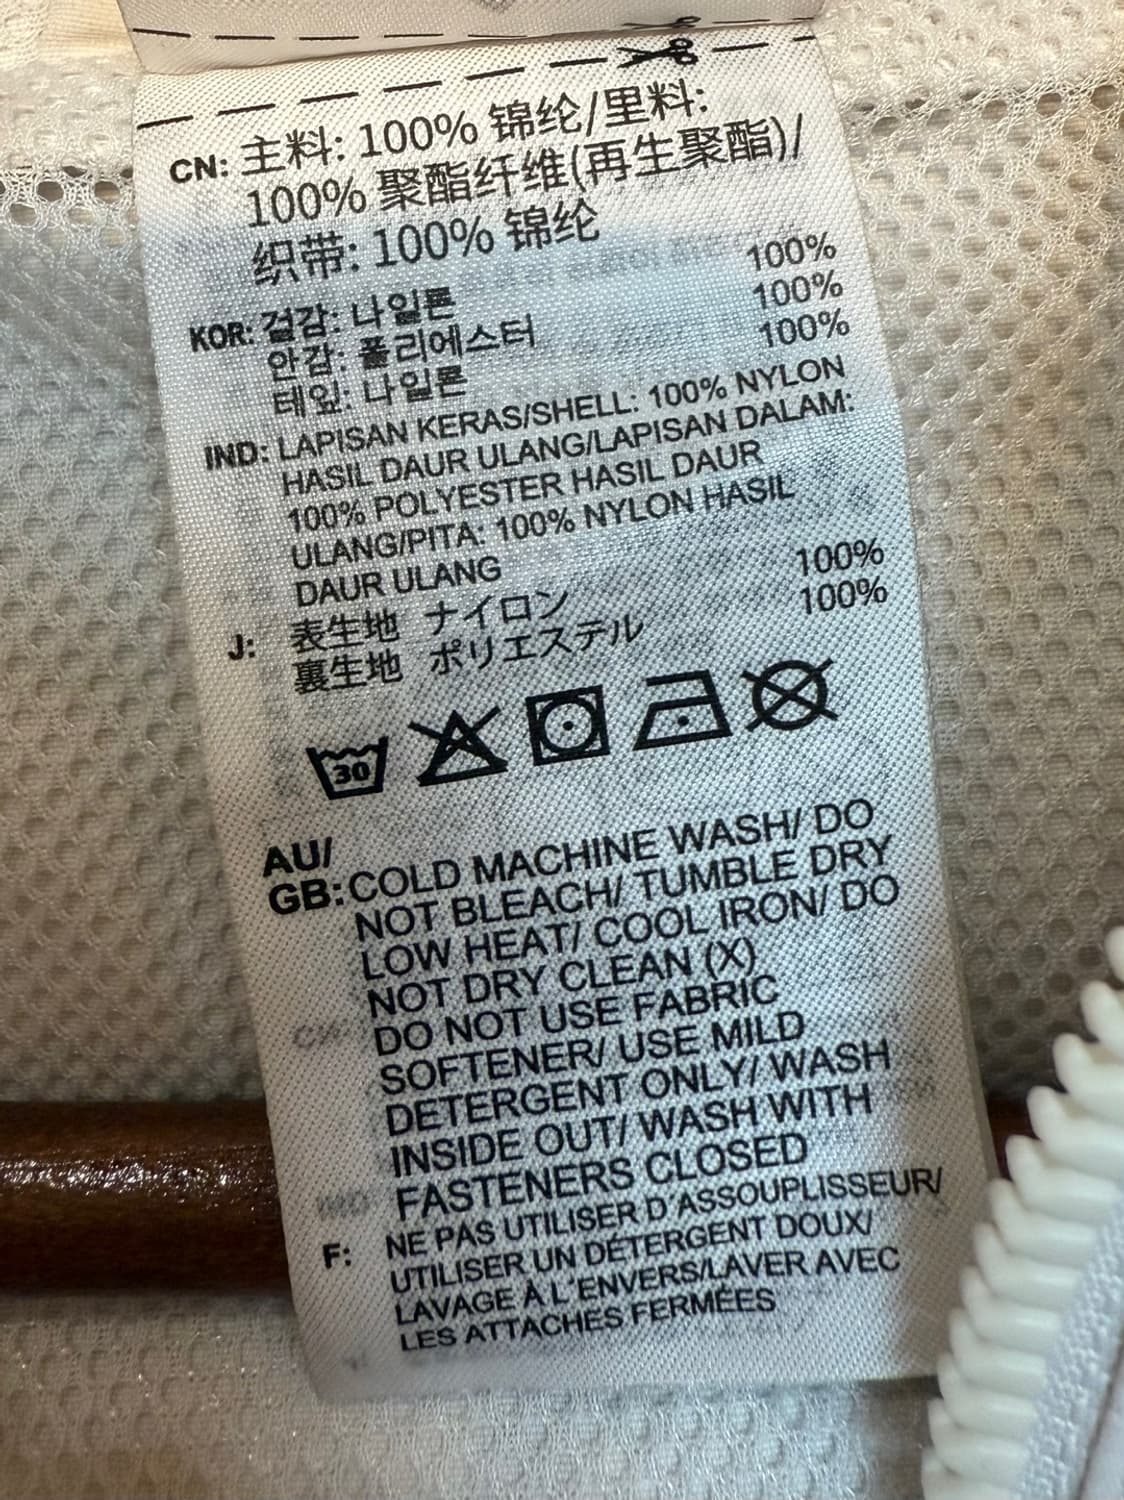 CN: 主料: 100% 锦纶/里料:
100% 聚酯纤维(再生聚酯)/
织带: 100% 锦纶
KOR: 겉감: 나일론 100%
안감: 폴리에스터 100%
테잎: 나일론 100%
IND: LAPISAN KERAS/SHELL: 100% NYLON
HASIL DAUR ULANG/LAPISAN DALAM:
100% POLYESTER HASIL DAUR
ULANG/PITA: 100% NYLON HASIL
DAUR ULANG
J: 表生地 ナイロン 100%
裏生地 ポリエステル 100%
30
AU/
GB: COLD MACHINE WASH/ DO
NOT BLEACH/ TUMBLE DRY
LOW HEAT/ COOL IRON/ DO
NOT DRY CLEAN (X)
DO NOT USE FABRIC
SOFTENER/ USE MILD
DETERGENT ONLY/ WASH
INSIDE OUT/ WASH WITH
FASTENERS CLOSED
F: NE PAS UTILISER D'ASSOUPLISSEUR/
UTILISER UN DÉTERGENT DOUX/
LAVAGE À L'ENVERS/LAVER AVEC
LES ATTACHES FERMÉES